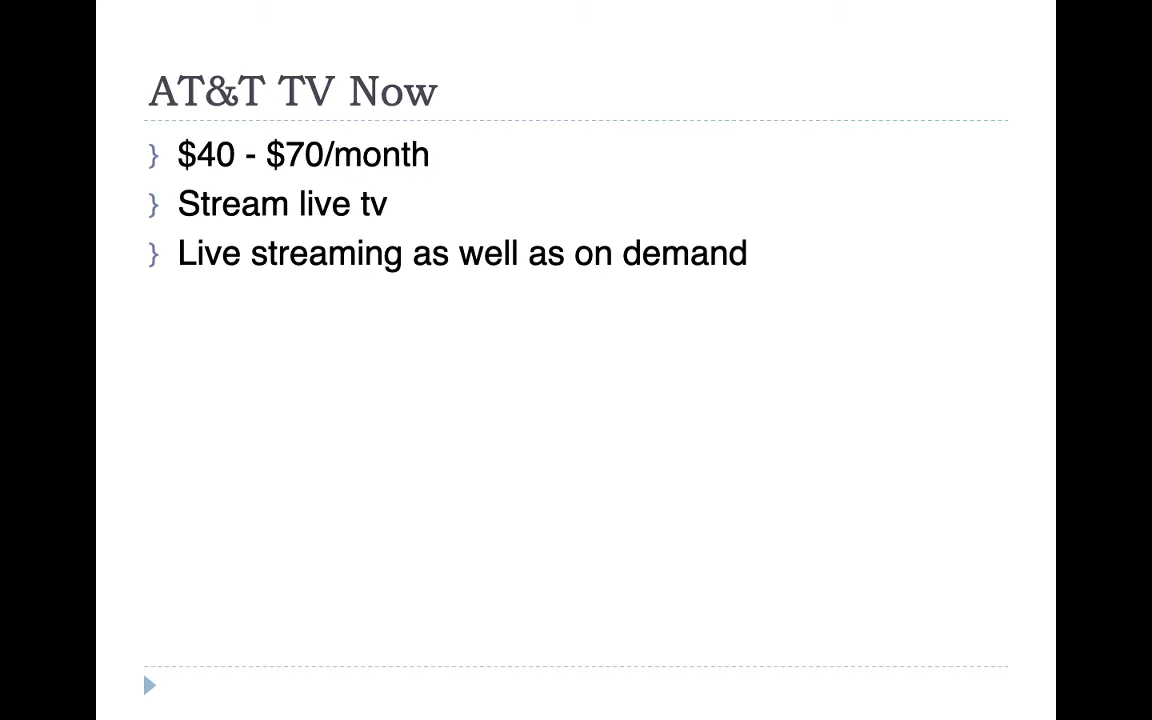 AT&T TV Now
} $40 - $70/month
} Stream live tv
} Live streaming as well as on demand